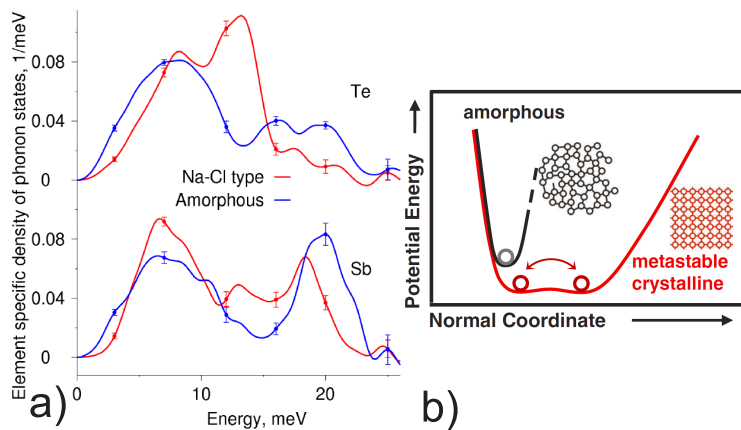 Element specific density of phonon states, 1/meV
0.08
0.04
0
Te
Na-Cl type
Amorphous
0.08
0.04
0
Sb
0
10
20
Energy, meV
a)
Potential Energy
amorphous
metastable
crystalline
Normal Coordinate
b)